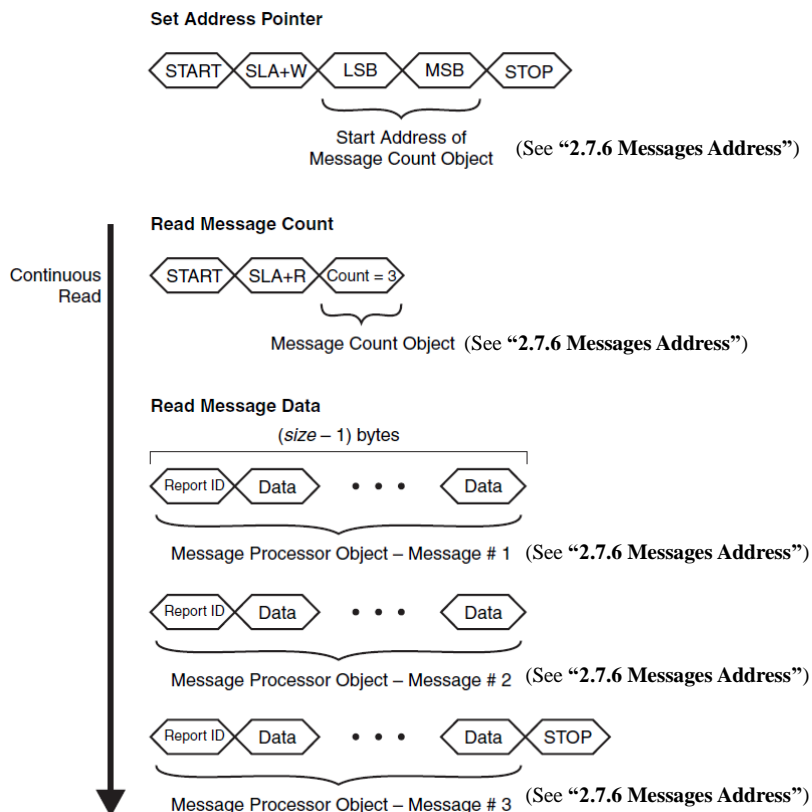 Set Address Pointer
START SLA+W LSB MSB STOP
Start Address of
Message Count Object (See “2.7.6 Messages Address”)
Read Message Count
Continuous
Read
START SLA+R Count = 3
Message Count Object (See “2.7.6 Messages Address”)
Read Message Data
(size – 1) bytes
Report ID Data • • • Data
Message Processor Object – Message # 1 (See “2.7.6 Messages Address”)
Report ID Data • • • Data
Message Processor Object – Message # 2 (See “2.7.6 Messages Address”)
Report ID Data • • • Data STOP
Message Processor Object – Message # 3 (See “2.7.6 Messages Address”)